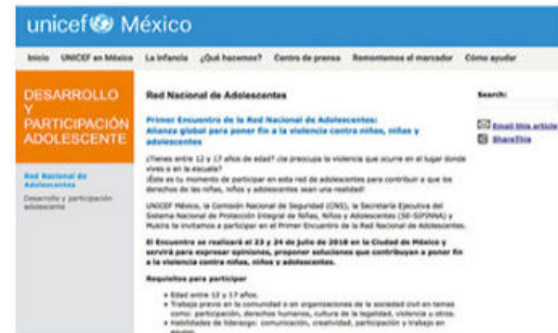 unicef México
Inicio UNICEF en México La infancia ¿Qué hacemos? Centro de prensa Remontemos el marcador Cómo ayudar
DESARROLLO
Y
PARTICIPACIÓN
ADOLESCENTE
Red Nacional de
Adolescentes
Desarrollo y participación
adolescente
Red Nacional de Adolescentes
Primer Encuentro de la Red Nacional de Adolescentes:
Alianza global para poner fin a la violencia contra niños, niñas y
adolescentes
¿Tienes entre 12 y 17 años de edad? ¿te preocupa la violencia que ocurre en el lugar donde
vives o en la escuela?
¡Éste es tu momento de participar en esta red de adolescentes para contribuir a que los
derechos de las niñas, niños y adolescentes sean una realidad!
UNICEF México, la Comisión Nacional de Seguridad (CNS), la Secretaría Ejecutiva del
Sistema Nacional de Protección Integral de Niñas, Niños y Adolescentes (SE-SIPINNA) y
Mukira te invitamos a participar en el Primer Encuentro de la Red Nacional de Adolescentes.
El Encuentro se realizará el 23 y 24 de julio de 2018 en la Ciudad de México y
servirá para expresar opiniones, proponer soluciones que contribuyan a poner fin
a la violencia contra niñas, niños y adolescentes.
Requisitos para participar
• Edad entre 12 y 17 años.
• Trabajo previo en la comunidad o en organizaciones de la sociedad civil en temas
como: participación, derechos humanos, cultura de la legalidad, violencia u otros.
• Habilidades de liderazgo: comunicación, creatividad, participación y trabajo en
equipo.
Search:
Email this article
ShareThis